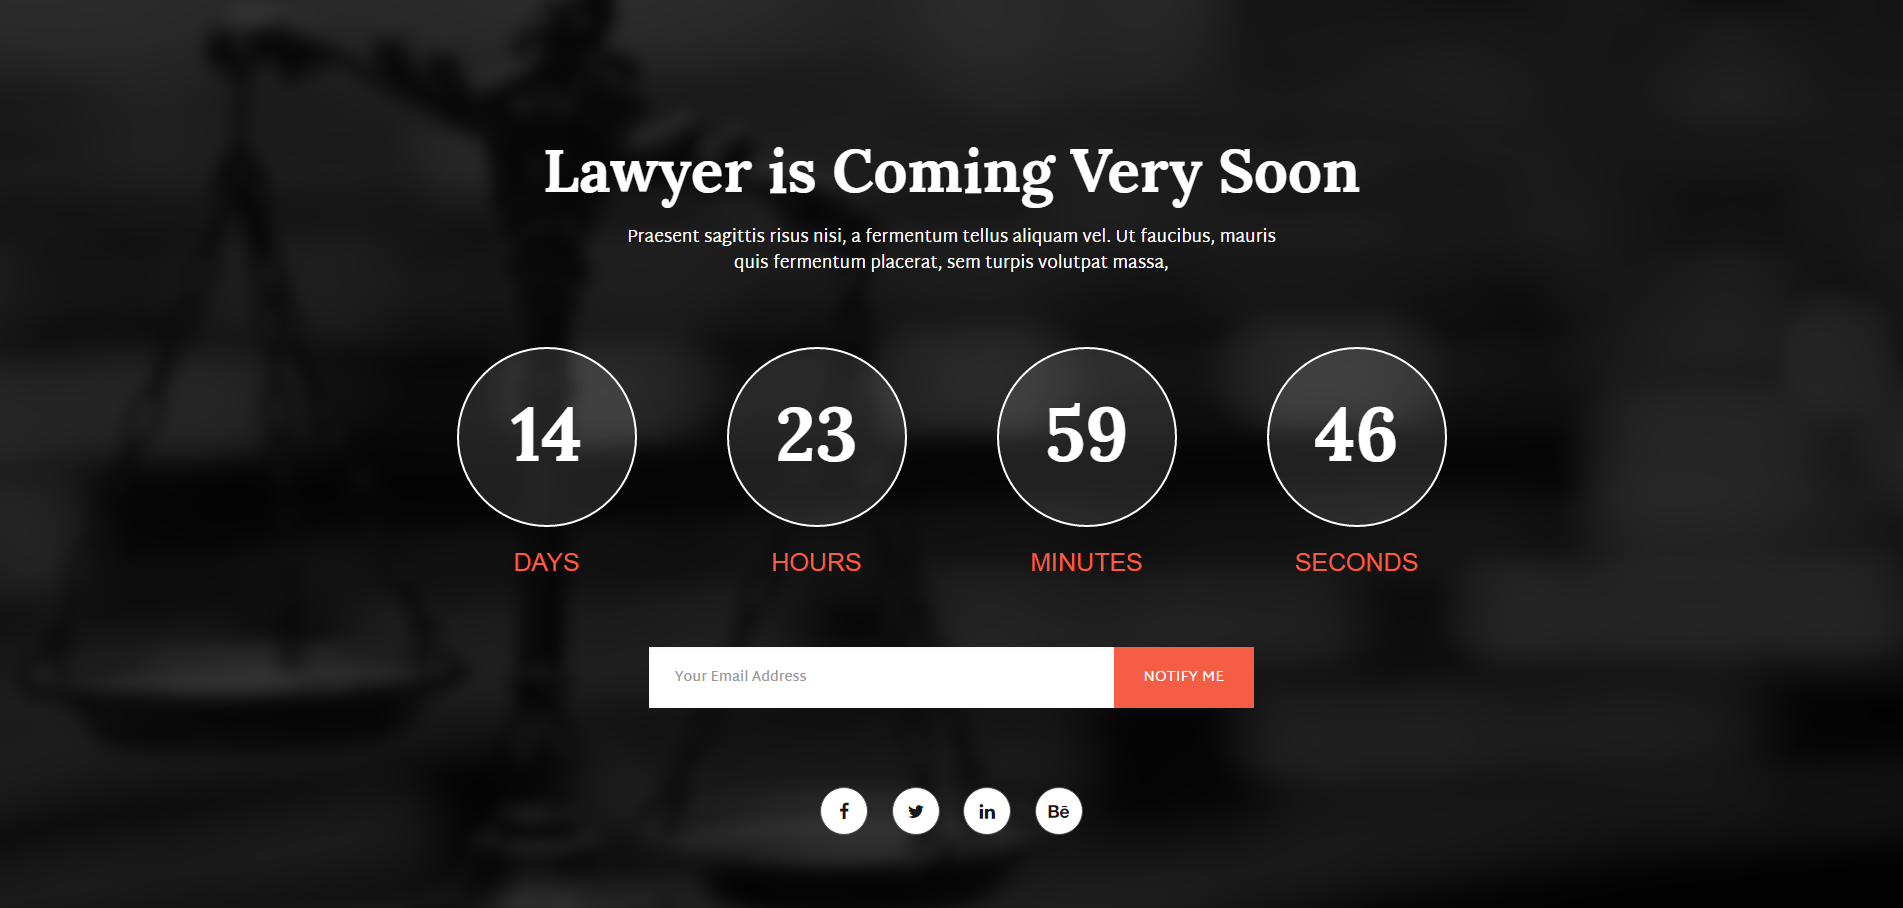 Lawyer is Coming Very Soon
Praesent sagittis risus nisi, a fermentum tellus aliquam vel. Ut faucibus, mauris
quis fermentum placerat, sem turpis volutpat massa,
14 23 59 46
DAYS HOURS MINUTES SECONDS
Your Email Address NOTIFY ME
f in Bē